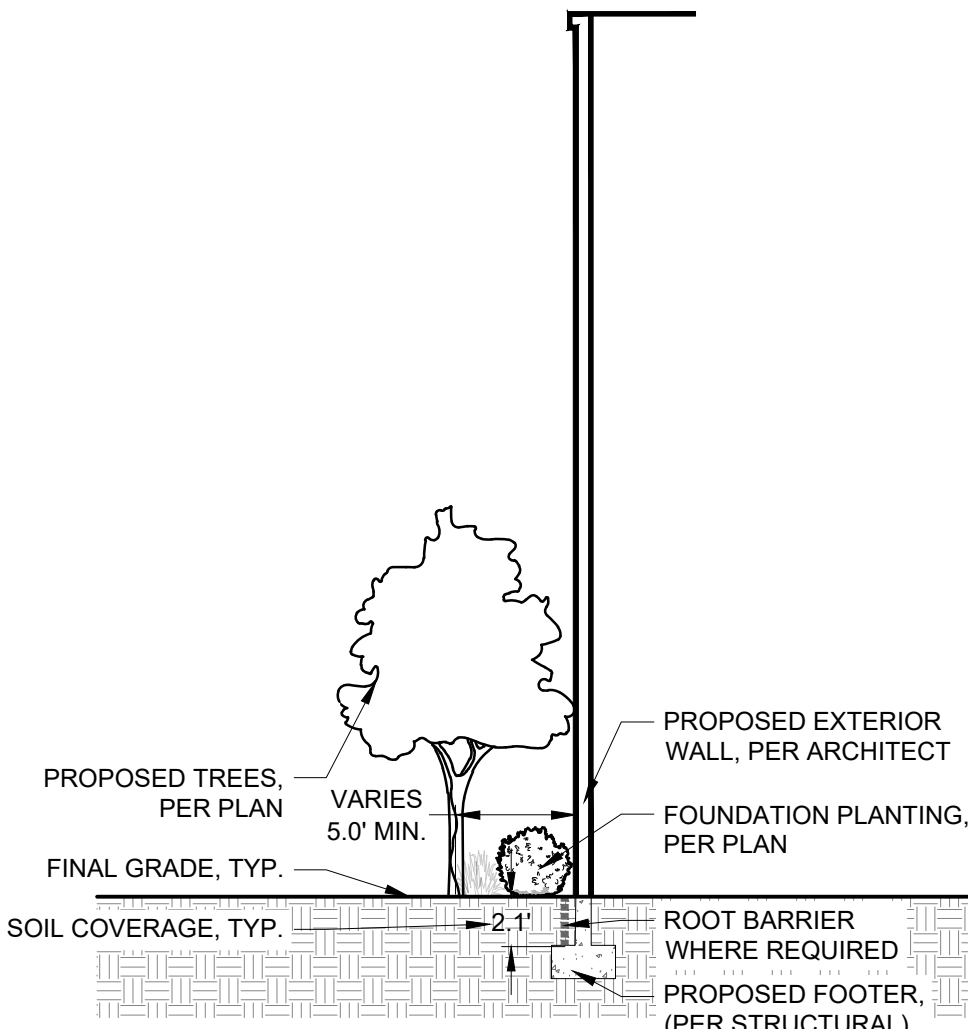 PROPOSED EXTERIOR
WALL, PER ARCHITECT
PROPOSED TREES,
PER PLAN
VARIES
5.0' MIN.
FOUNDATION PLANTING,
PER PLAN
FINAL GRADE, TYP.
SOIL COVERAGE, TYP.
2.1'
ROOT BARRIER
WHERE REQUIRED
PROPOSED FOOTER,
(PER STRUCTURAL)